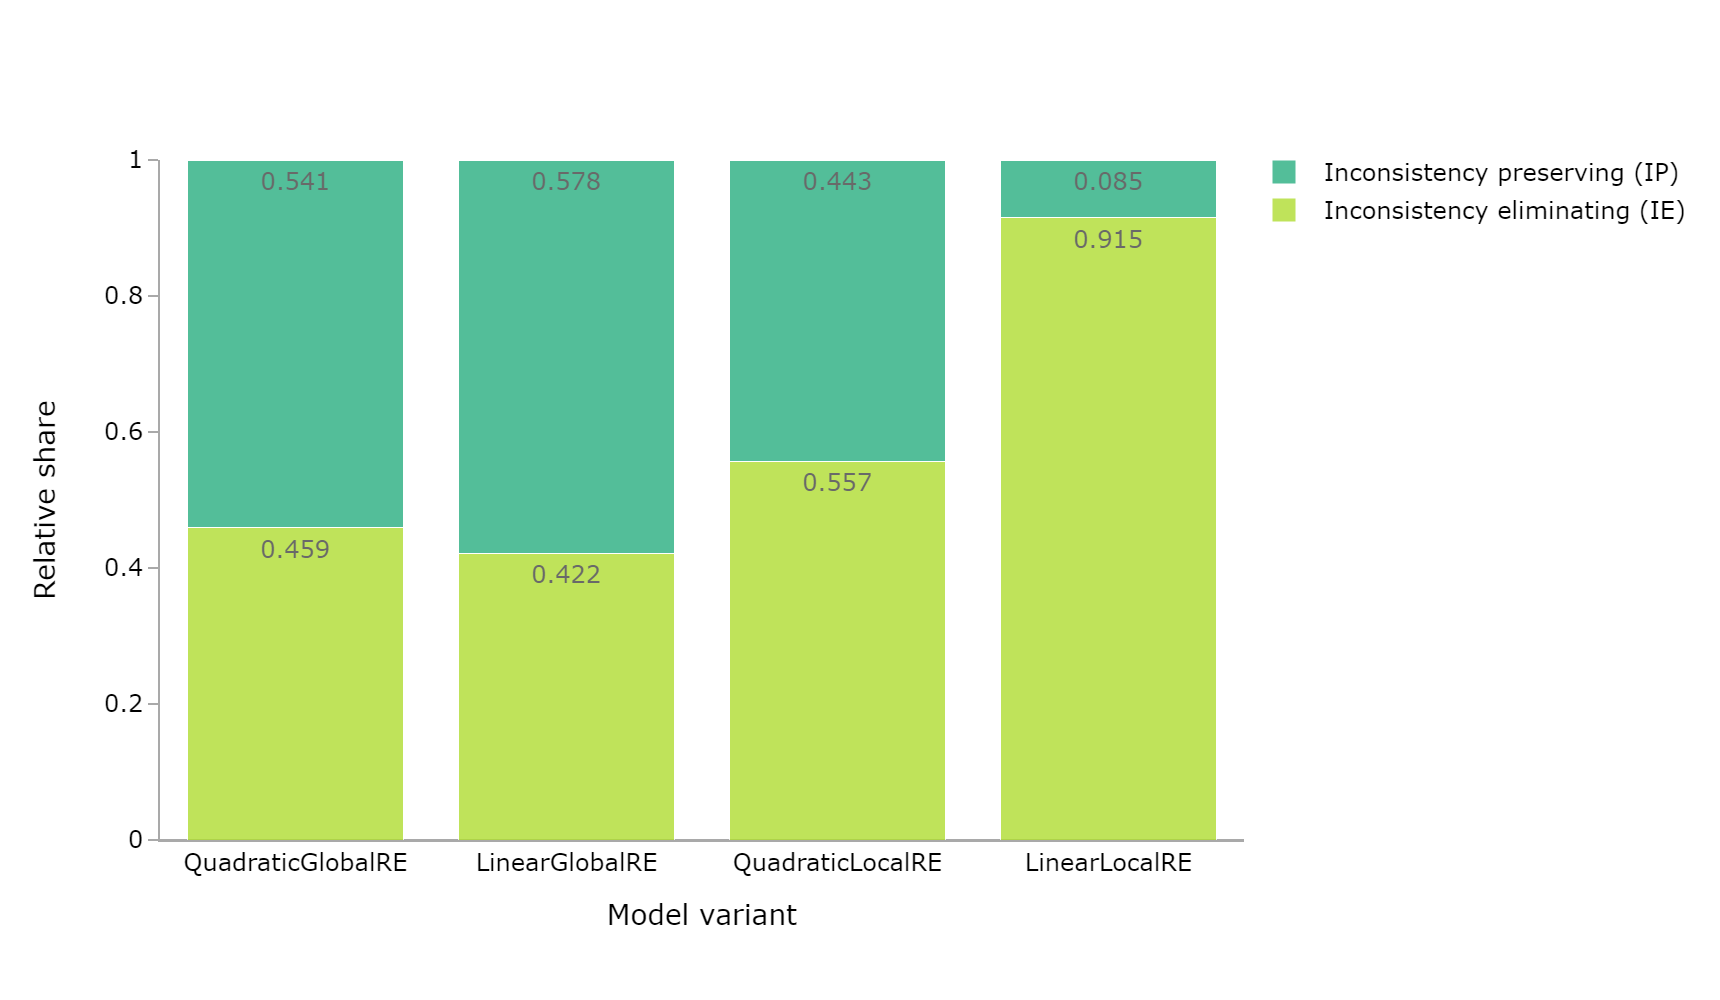 1
0.8
0.6
0.4
0.2
0
Relative share
0.541
0.459
0.578
0.422
0.443
0.557
0.085
0.915
QuadraticGlobalRE
LinearGlobalRE
QuadraticLocalRE
LinearLocalRE
Model variant
Inconsistency preserving (IP)
Inconsistency eliminating (IE)